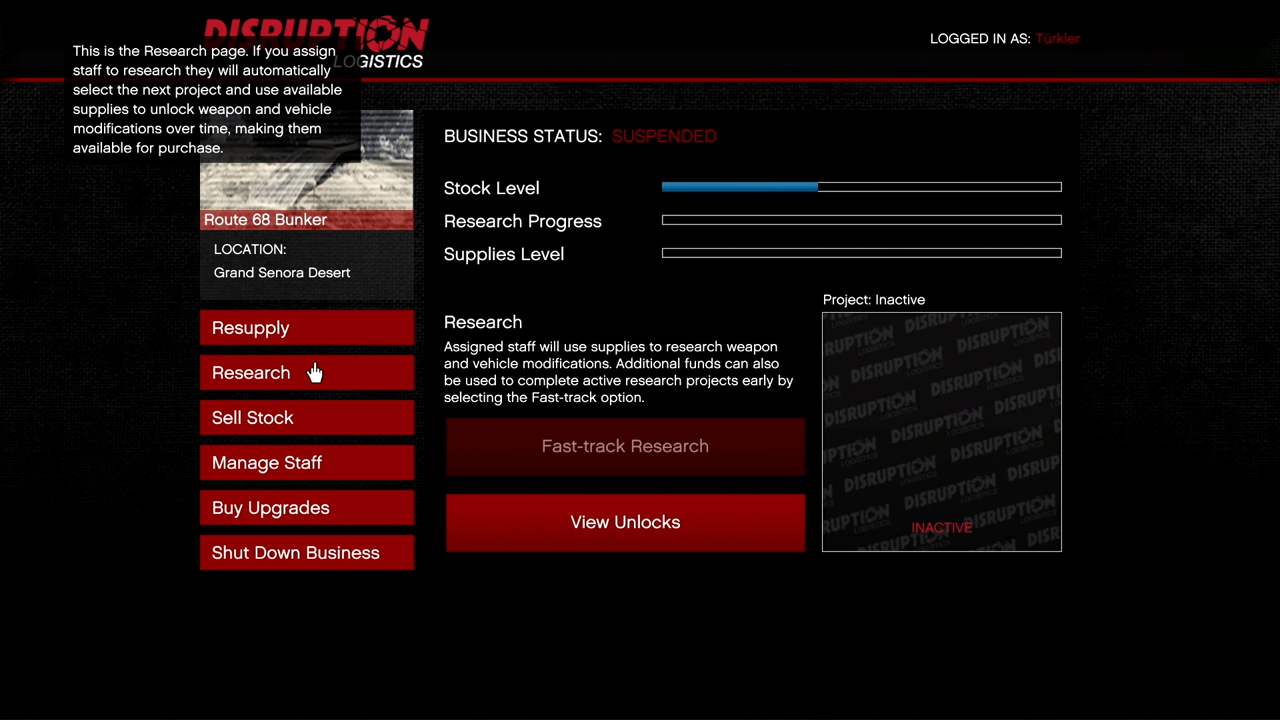 DISRUPTION
LOGISTICS
LOGGED IN AS: Türkler
This is the Research page. If you assign
staff to research they will automatically
select the next project and use available
supplies to unlock weapon and vehicle
modifications over time, making them
available for purchase.
Route 68 Bunker
LOCATION:
Grand Senora Desert
Resupply
Research
Sell Stock
Manage Staff
Buy Upgrades
Shut Down Business
BUSINESS STATUS: SUSPENDED
Stock Level
Research Progress
Supplies Level
Research
Assigned staff will use supplies to research weapon
and vehicle modifications. Additional funds can also
be used to complete active research projects early by
selecting the Fast-track option.
Fast-track Research
View Unlocks
Project: Inactive
INACTIVE